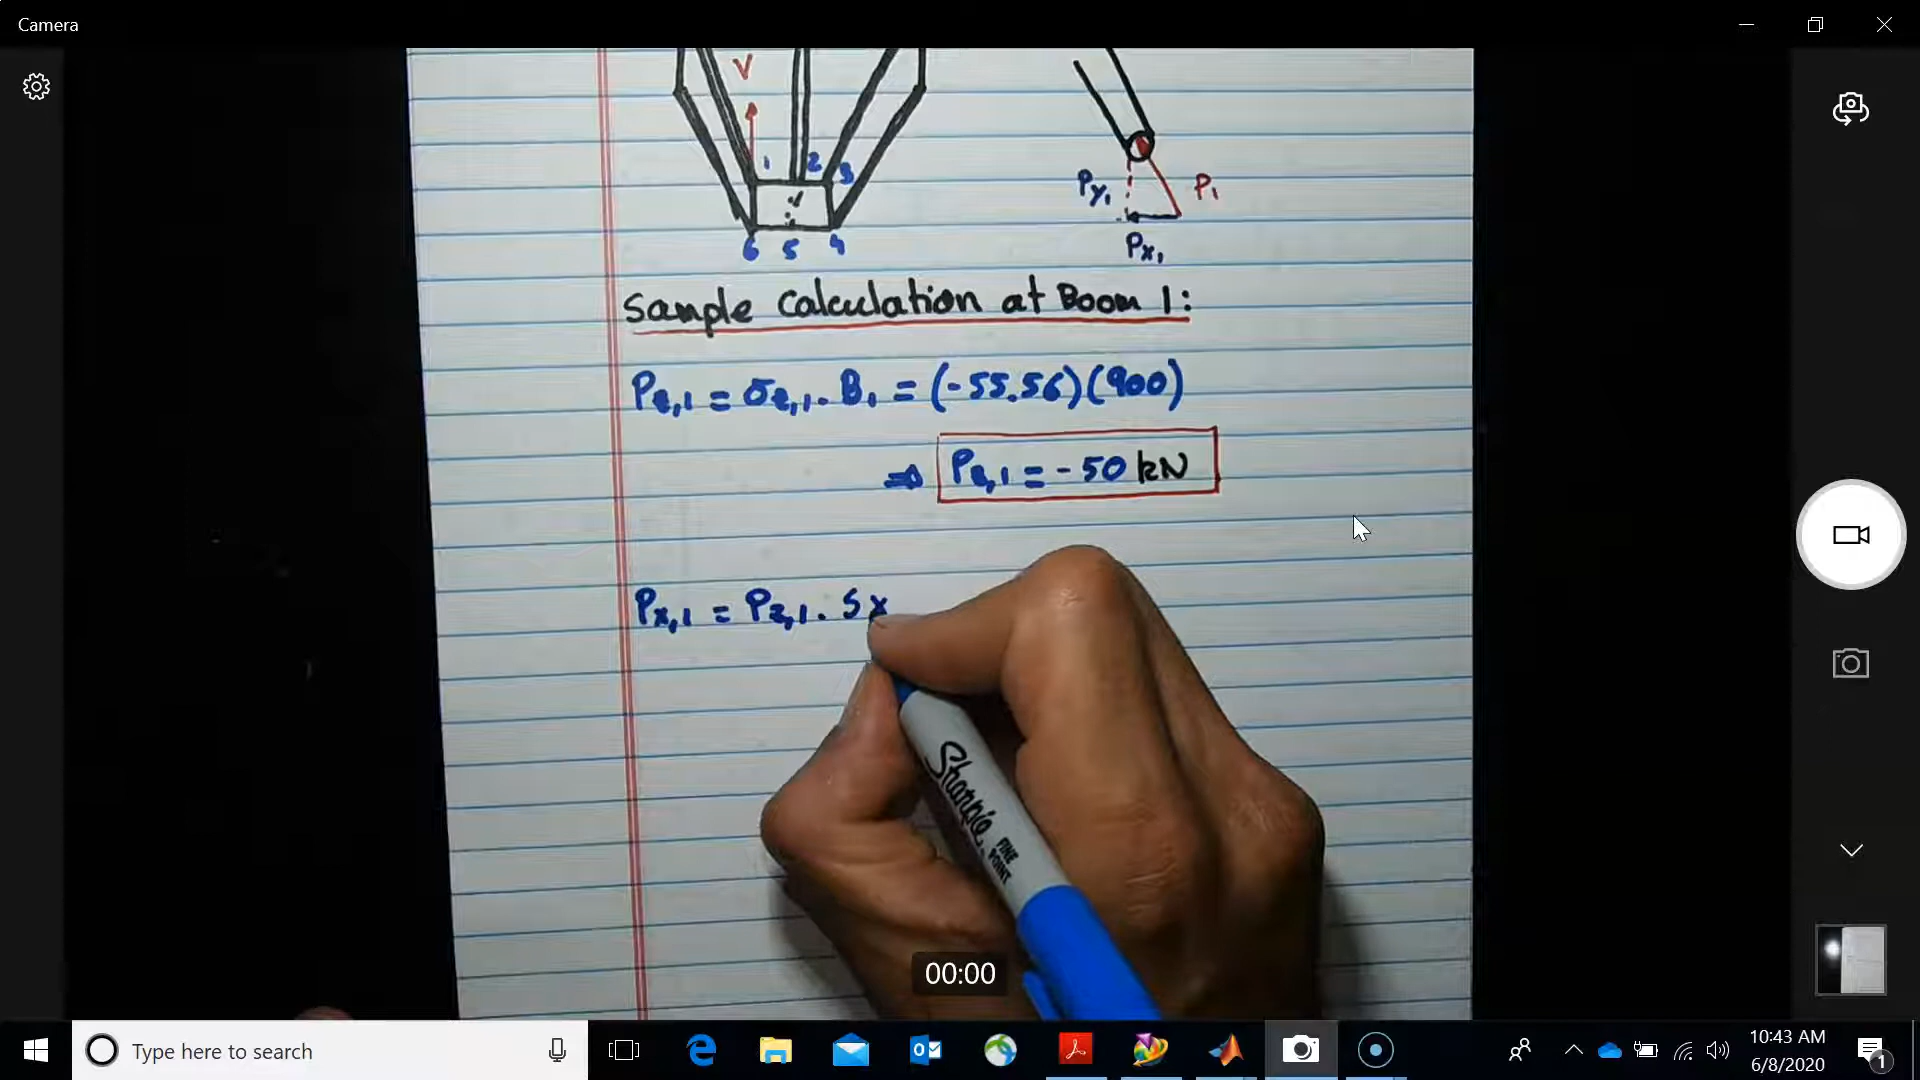 Camera
V
1 2 3
6 5 4
Py₁ P₁
Px₁
Sample Calculation at Boom 1:
Pz,1 = σz,1 . B₁ = (-55.56)(900)
⇒ Pz,1 = -50 kN
Px,1 = Pz,1 . Sx
Sharpie
FINE POINT
00:00
Type here to search
10:43 AM
6/8/2020
1